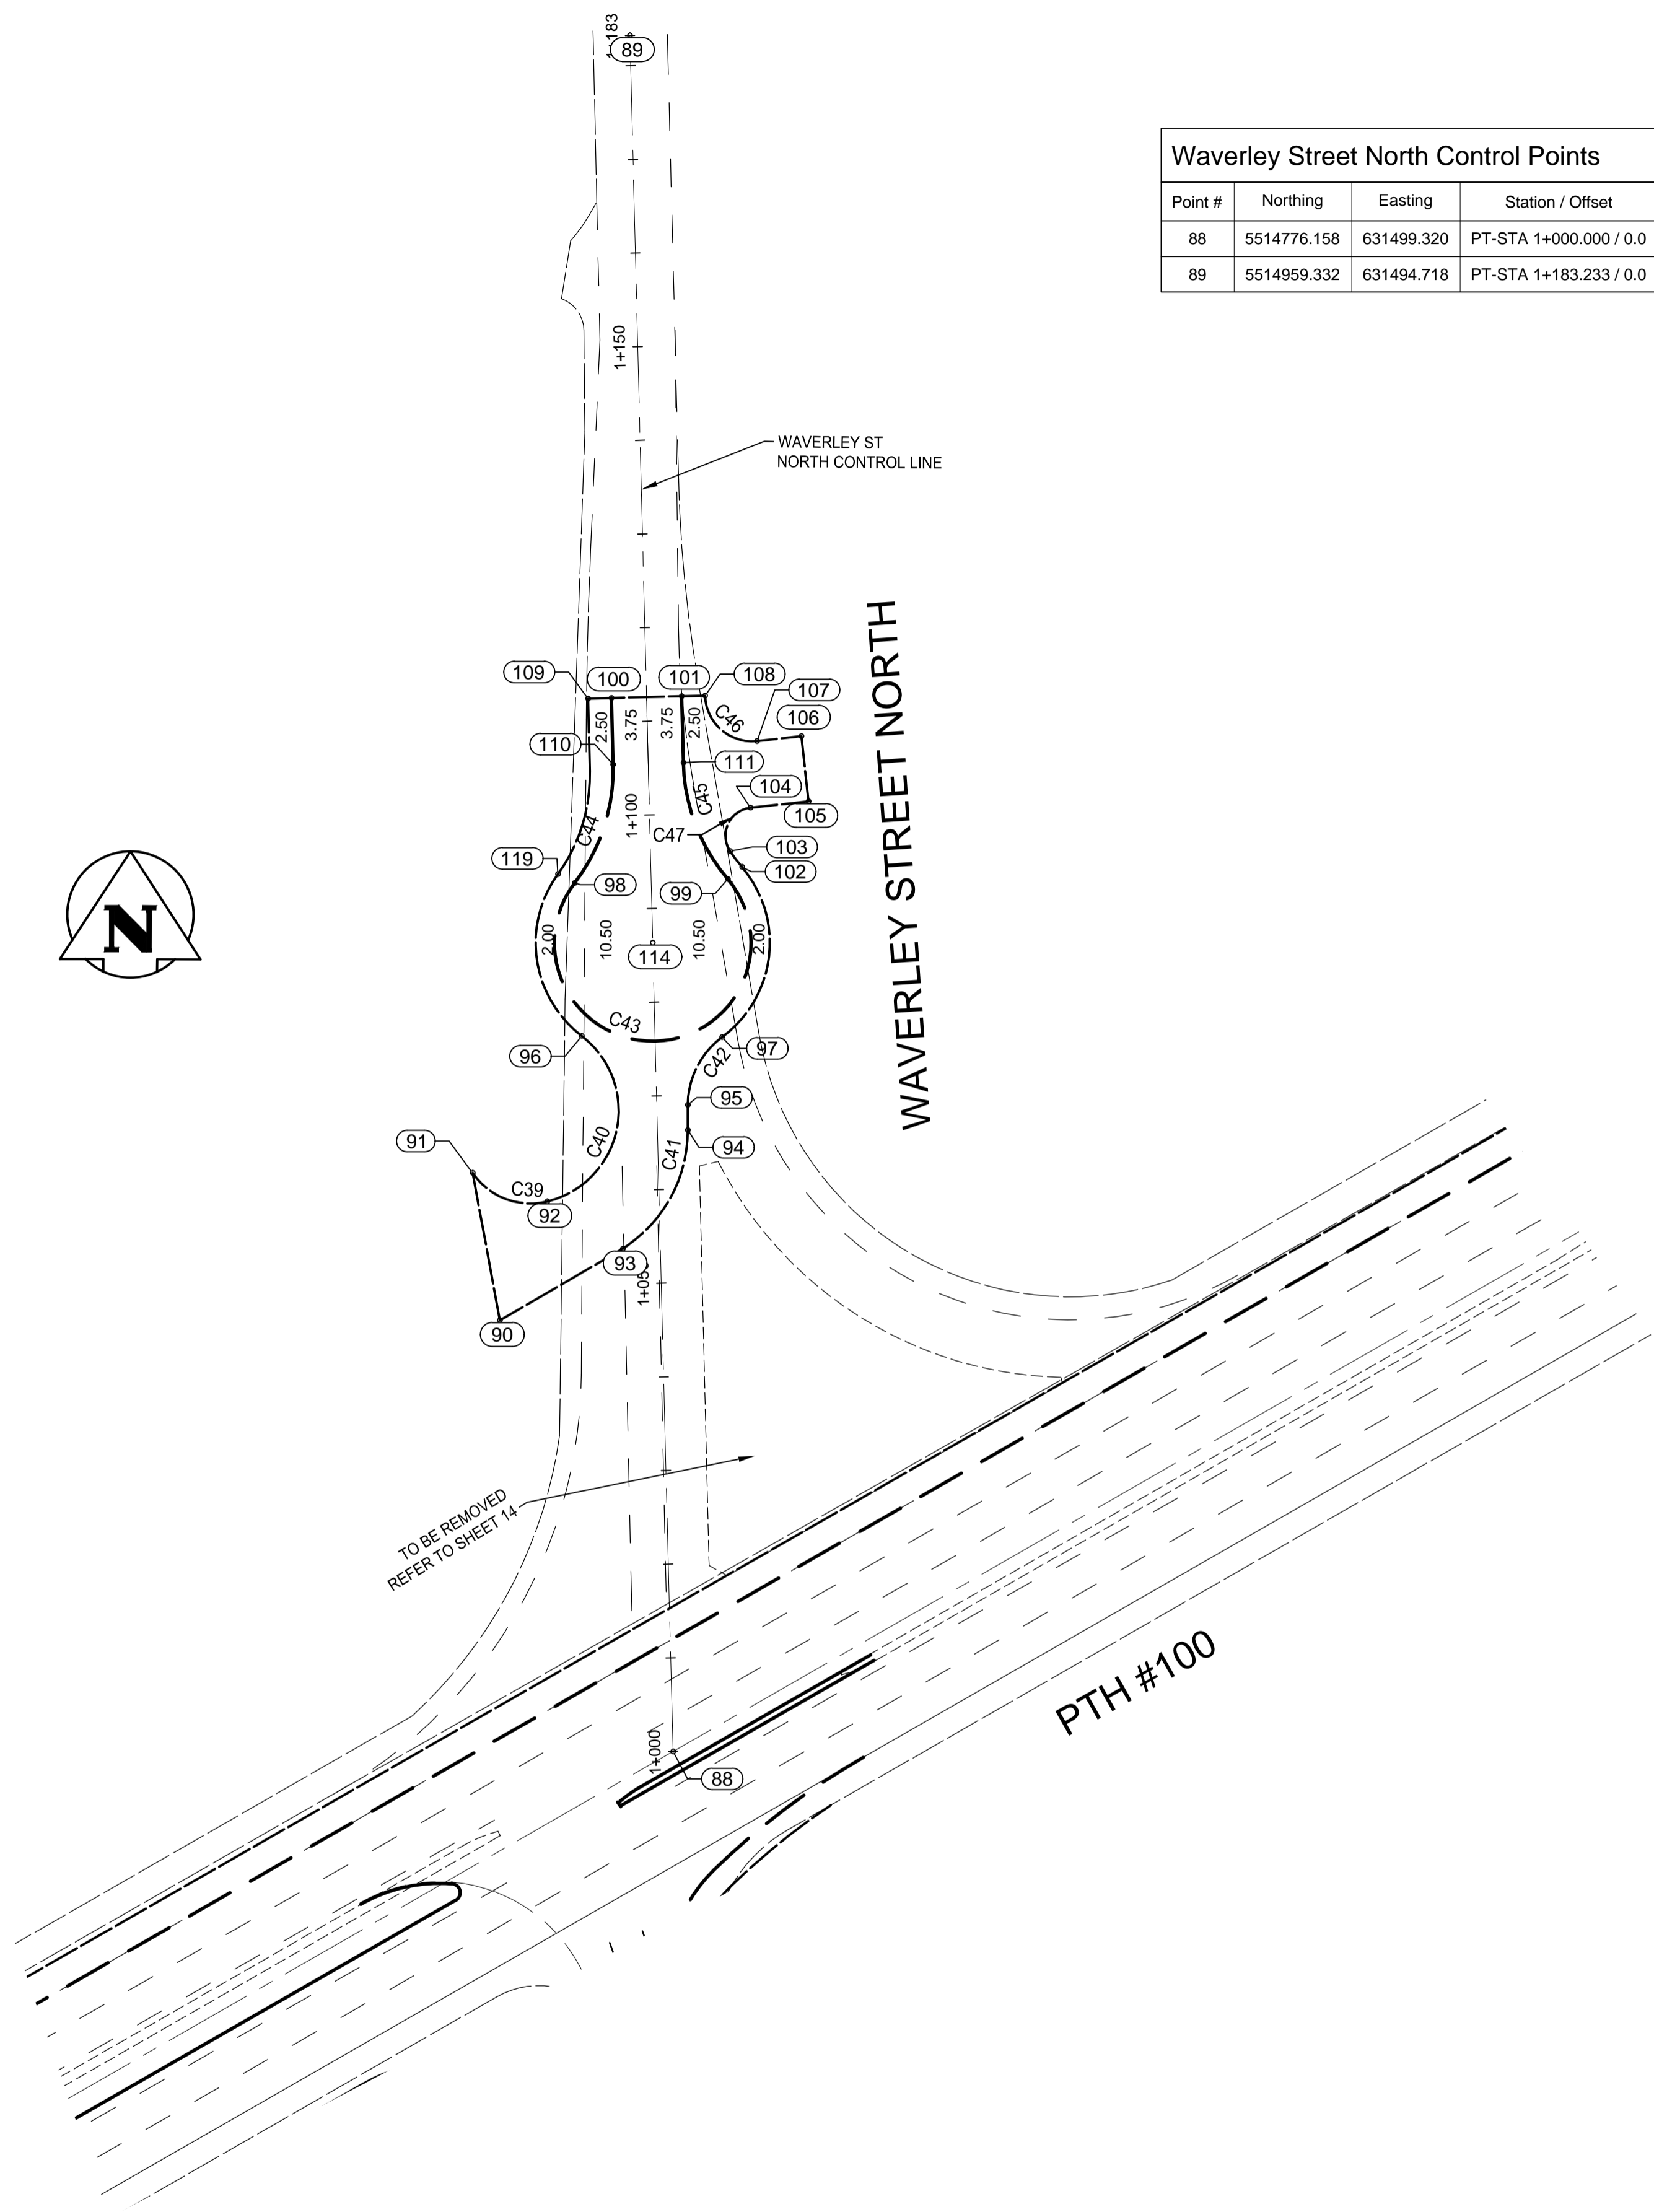 1+183
89
Waverley Street North Control Points
Point # Northing Easting Station / Offset
88 5514776.158 631499.320 PT-STA 1+000.000 / 0.0
89 5514959.332 631494.718 PT-STA 1+183.233 / 0.0
1+150
WAVERLEY ST
NORTH CONTROL LINE
WAVERLEY STREET NORTH
109
100
101
108
107
106
C46
2.50
3.75
3.75
2.50
110
111
104
105
C45
C44
1+100
C47
103
102
119
98
99
2.00
10.50
10.50
2.00
114
C43
96
97
C42
95
94
91
C40
C41
C39
92
93
1+05
90
N
TO BE REMOVED
REFER TO SHEET 14
PTH #100
1+000
88